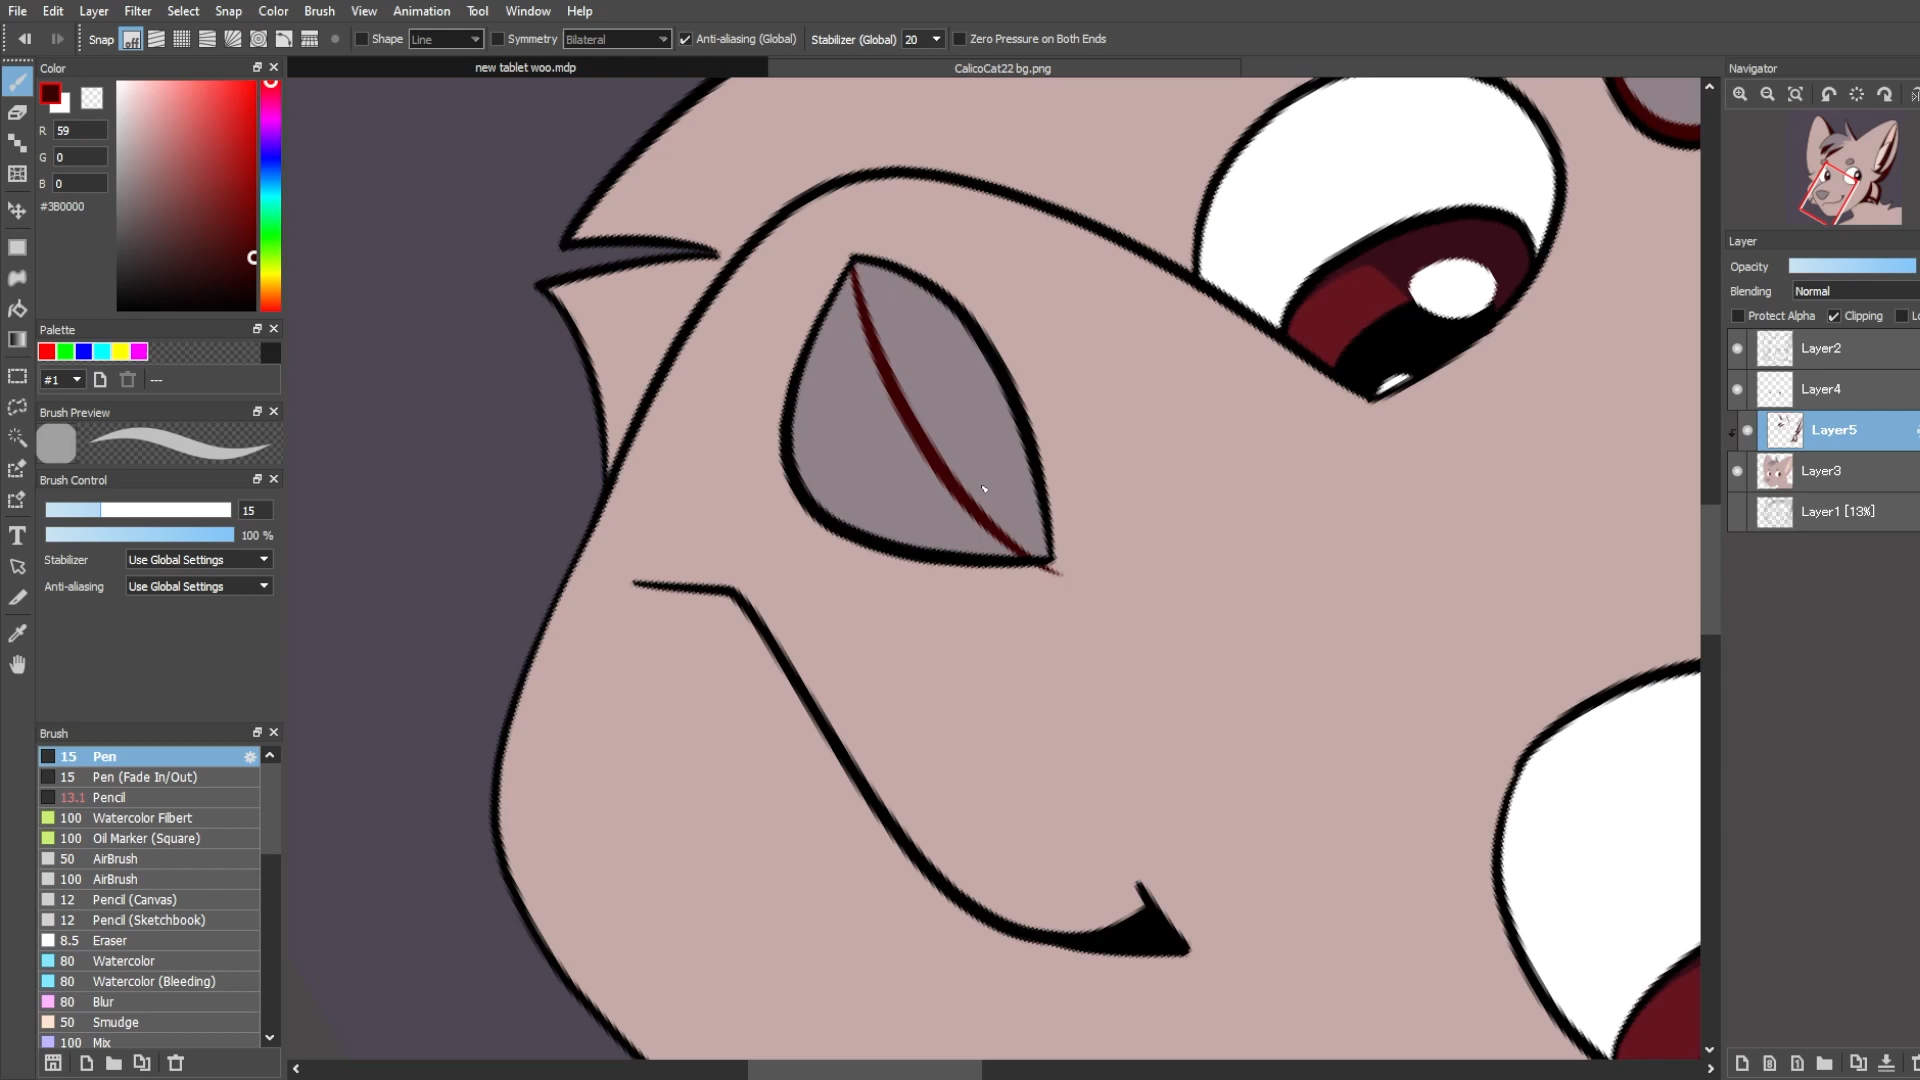 File Edit Layer Filter Select Snap Color Brush View Animation Tool Window Help
Snap off Shape Line Symmetry Bilateral Anti-aliasing (Global) Stabilizer (Global) 20 Zero Pressure on Both Ends
Color
new tablet woo.mdp
CalicoCat22 bg.png
Navigator
R 59
G 0
B 0
#3B0000
Palette
#1 ---
Brush Preview
Brush Control
15
100 %
Stabilizer Use Global Settings
Anti-aliasing Use Global Settings
Brush
15 Pen
15 Pen (Fade In/Out)
13.1 Pencil
100 Watercolor Filbert
100 Oil Marker (Square)
50 AirBrush
100 AirBrush
12 Pencil (Canvas)
12 Pencil (Sketchbook)
8.5 Eraser
80 Watercolor
80 Watercolor (Bleeding)
80 Blur
50 Smudge
100 Mix
Layer
Opacity
Blending Normal
Protect Alpha Clipping Lo
Layer2
Layer4
Layer5
Layer3
Layer1 [13%]